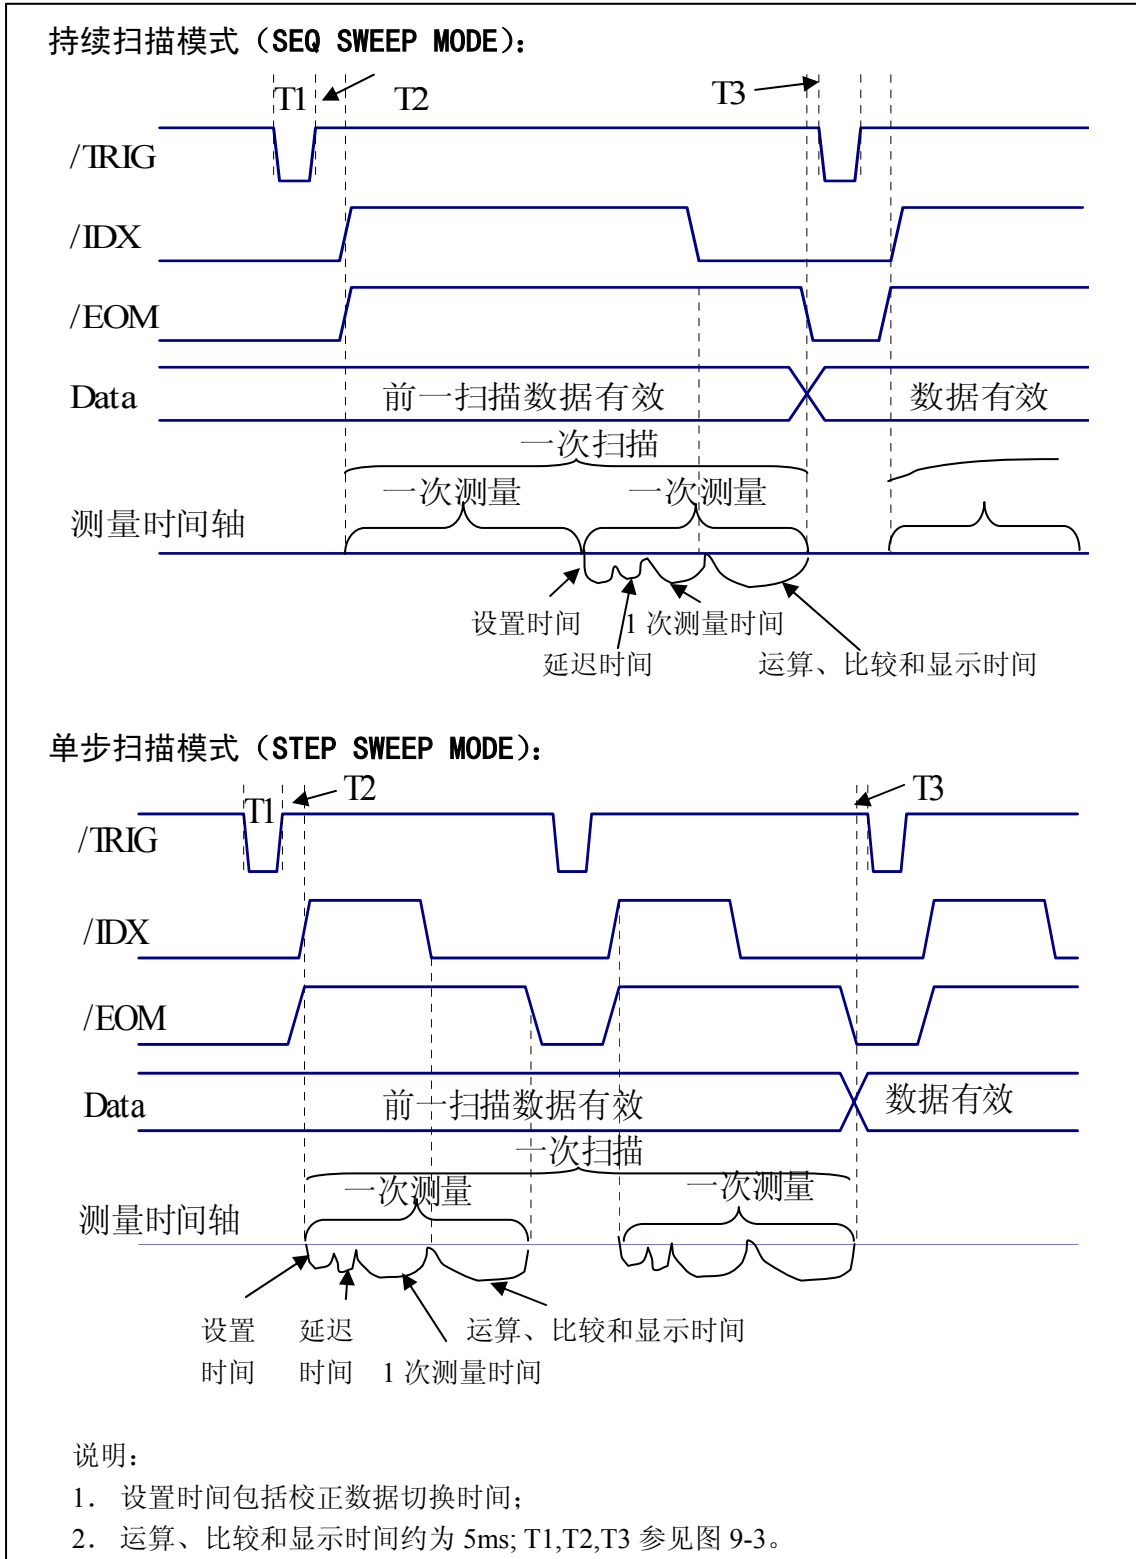 持续扫描模式（SEQ SWEEP MODE）：
T1 T2 T3
/TRIG
/IDX
/EOM
Data 前一扫描数据有效 数据有效
一次扫描
一次测量 一次测量
测量时间轴
设置时间 1 次测量时间
延迟时间 运算、比较和显示时间
单步扫描模式（STEP SWEEP MODE）：
T1 T2 T3
/TRIG
/IDX
/EOM
Data 前一扫描数据有效 数据有效
一次扫描
一次测量 一次测量
测量时间轴
设置 延迟 运算、比较和显示时间
时间 时间 1 次测量时间
说明：
1． 设置时间包括校正数据切换时间；
2． 运算、比较和显示时间约为 5ms; T1,T2,T3 参见图 9-3。